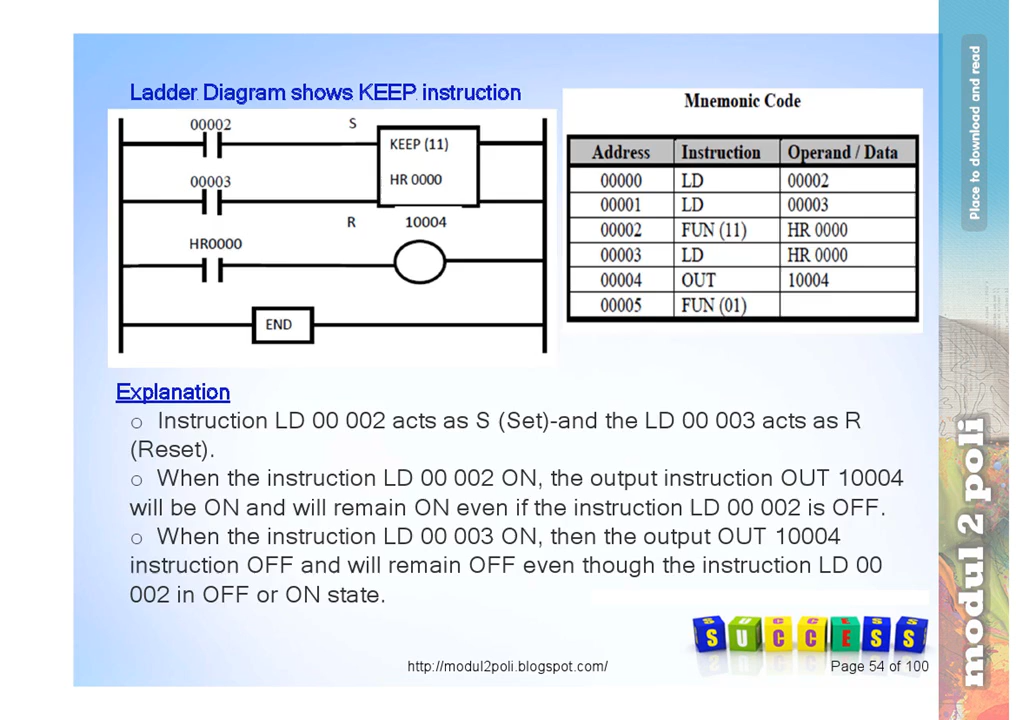 Ladder Diagram shows KEEP instruction
00002
S
KEEP (11)
00003
HR 0000
R
10004
HR0000
END
Mnemonic Code
Address Instruction Operand / Data
00000 LD 00002
00001 LD 00003
00002 FUN (11) HR 0000
00003 LD HR 0000
00004 OUT 10004
00005 FUN (01)
Explanation
o Instruction LD 00 002 acts as S (Set)-and the LD 00 003 acts as R
(Reset).
o When the instruction LD 00 002 ON, the output instruction OUT 10004
will be ON and will remain ON even if the instruction LD 00 002 is OFF.
o When the instruction LD 00 003 ON, then the output OUT 10004
instruction OFF and will remain OFF even though the instruction LD 00
002 in OFF or ON state.
SUCCESS
http://modul2poli.blogspot.com/
Page 54 of 100
Place to download and read
modul 2 poli